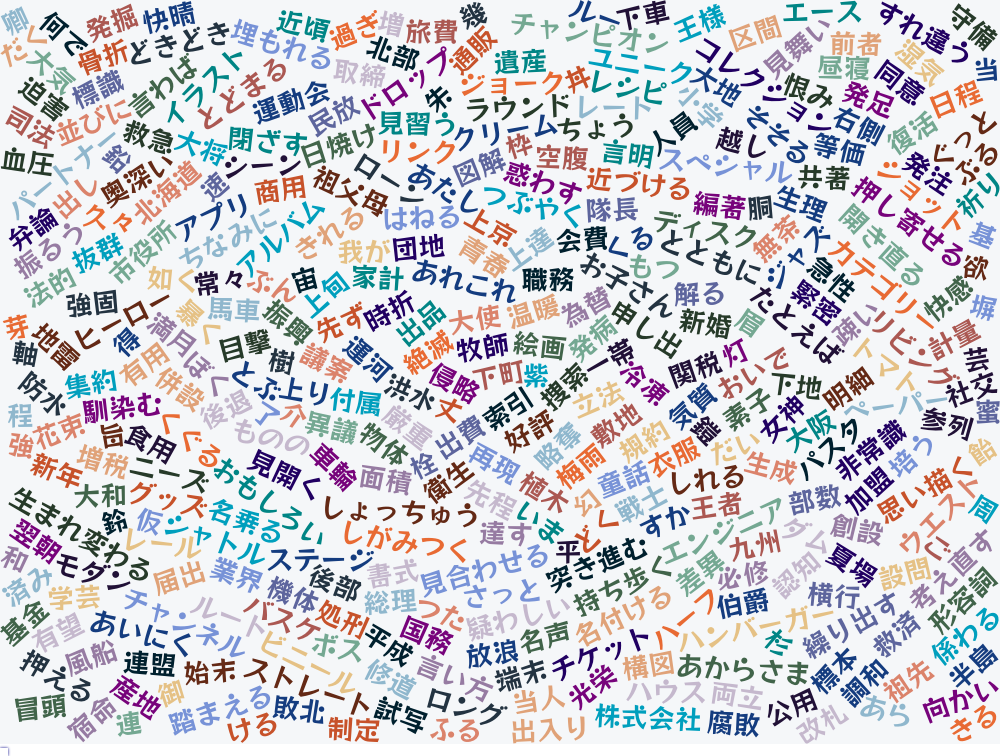 卿
何で
発掘
快晴
近頃
過ぎ
増
旅費
幾
チャンピオン
ルー
下車
王様
エース
すれ違う
守備
だく
大気
骨折
どきどき
埋もれる
北部
通販
遺産
ユニーク
区間
見舞い
前者
湿気
当
迫害
標識
言わば
イラスト
とどまる
取締
ドロップ
ジョーク
丼
レシピ
コレクション
大地
恨み
昼寝
同意
発足
日程
司法
並びに
運動会
民放
朱
ラウンド
レート
小学
そそる
右側
復活
ぐっと
血圧
パートナー
救急
大将
閉ざす
日焼け
見習う
クリーム
ちょう
人員
越し
等価
かぶる
奥深い
シーン
リンク
枠
空腹
言明
スペシャル
共著
ショット
発注
祈り
出し
北海道
速
商用
祖父母
ローン
あたし
図解
惑わす
近づける
編著
胴
生理
押し寄せる
弁論
振るう
子ぇ
アプリ
きれる
はねる
つぶやく
隊長
ディスク
無茶
開き直る
基
抜群
市役所
ちなみに
アルバム
我が
団地
上京
青春
上達
会費
くる
ともに
ジャズ
カテゴリー
欲
法的
如く
常々
ぶん
宙
上向
家計
あれこれ
職務
お子さん
もつ
解る
急性
緊密
快感
塀
強固
ヒーロー
漏く
馬車
振興
先ず
時折
出品
大使
温暖
為替
申し出
新婚
眉
たとえば
強い
リビング
計量
芽
地震
停
満月
目撃
樹
議案
運河
絶滅
牧師
絵画
発病
一帯
関税
灯
おいで
トマト
芸
軸
防水
集約
有用
併設
ぼく
とぶ
上り
付属
洪水
侵略
下町
紫
捜索
冷凍
気質
素子
下地
明細
社交
程
馴染む
後退
了
介
異議
厳重
丈
索引
立法
敷地
鎧
女神
大阪
ペーパー
参列
蜜
強
花束
旨
食用
くぐる
ものの
物体
出費
好評
略奪
規約
だい
パスタ
非常識
培う
飴
新年
増税
ニーズ
見開く
車輪
面積
栓
衛生
再現
梅雨
童話
衣服
生成
加盟
思い描く
生まれ変わる
大和
グッズ
おもしろい
しょっちゅう
先程
植木
幻
戦士
しれる
王者
部数
ウエスト
周
翌朝
鈴
仮
シャトル
名乗る
しがみつく
達す
いま
どく
すか
エンジニア
創設
和
モダン
レール
ステージ
見合わせる
平
突き進む
差異
九州
夕ぐ
夏場
設問
考え直す
済み
学芸
届出
業界
機体
後部
書式
さっと
持ち歩く
必修
認知
横行
形容詞
基金
有望
チャンネル
ルート
バスケ
処刑
総理
つた
疑わしい
名付ける
ハーフ
伯爵
繰り出す
救済
係わる
あいにく
ビニール
ボス
平成
国務
放浪
名声
チケット
ハンバーガー
杉
標本
調和
祖先
半島
押える
風船
連盟
始末
ストレート
修道
言い方
端末
光栄
構図
あからさま
冒頭
宿命
産地
連
御
踏まえる
ける
敗北
制定
試写
ロング
ふる
当人
出入り
ハウス
両立
株式会社
腐敗
公用
改札
あら
向かい
きる